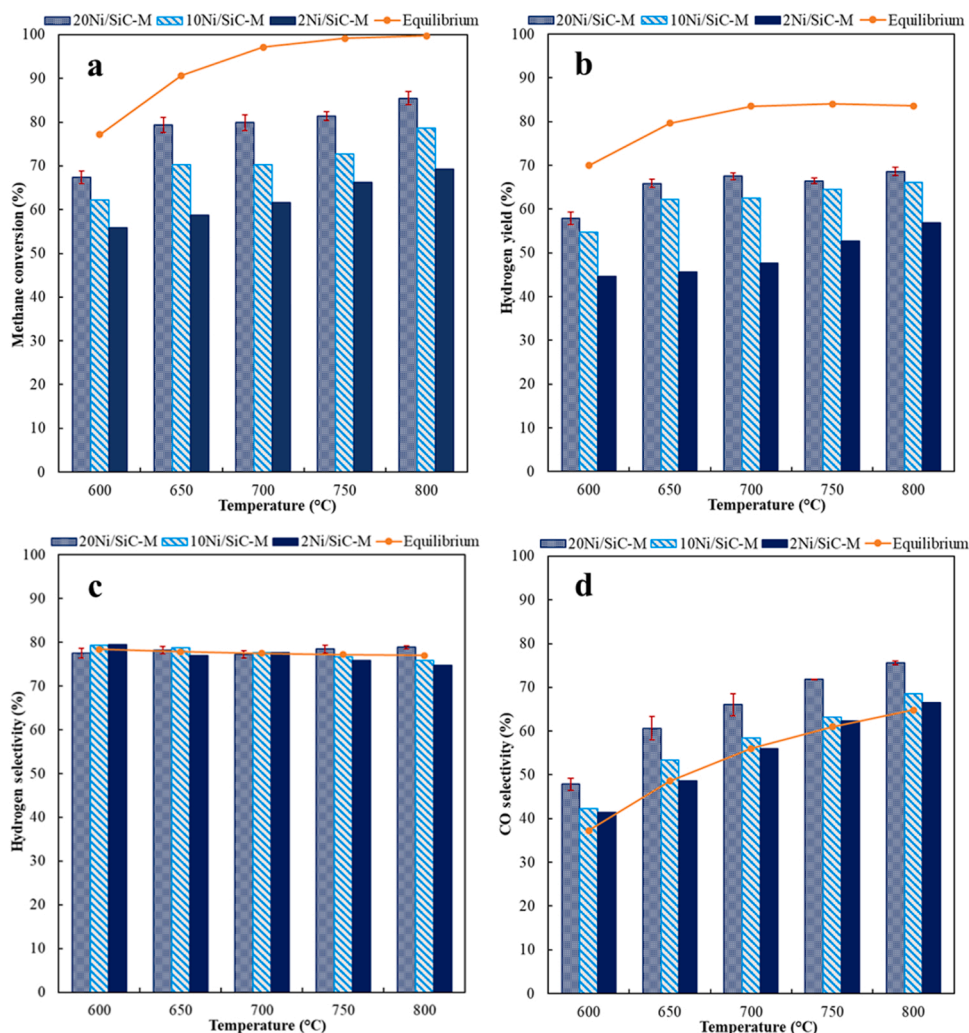 20Ni/SiC-M 10Ni/SiC-M 2Ni/SiC-M Equilibrium
a
Methane conversion (%)
100
90
80
70
60
50
40
30
20
10
0
600 650 700 750 800
Temperature (°C)
20Ni/SiC-M 10Ni/SiC-M 2Ni/SiC-M Equilibrium
b
Hydrogen yield (%)
100
90
80
70
60
50
40
30
20
10
0
600 650 700 750 800
Temperature (°C)
20Ni/SiC-M 10Ni/SiC-M 2Ni/SiC-M Equilibrium
c
Hydrogen selectivity (%)
100
90
80
70
60
50
40
30
20
10
0
600 650 700 750 800
Temperature (°C)
20Ni/SiC-M 10Ni/SiC-M 2Ni/SiC-M Equilibrium
d
CO selectivity (%)
100
90
80
70
60
50
40
30
20
10
0
600 650 700 750 800
Temperature (°C)